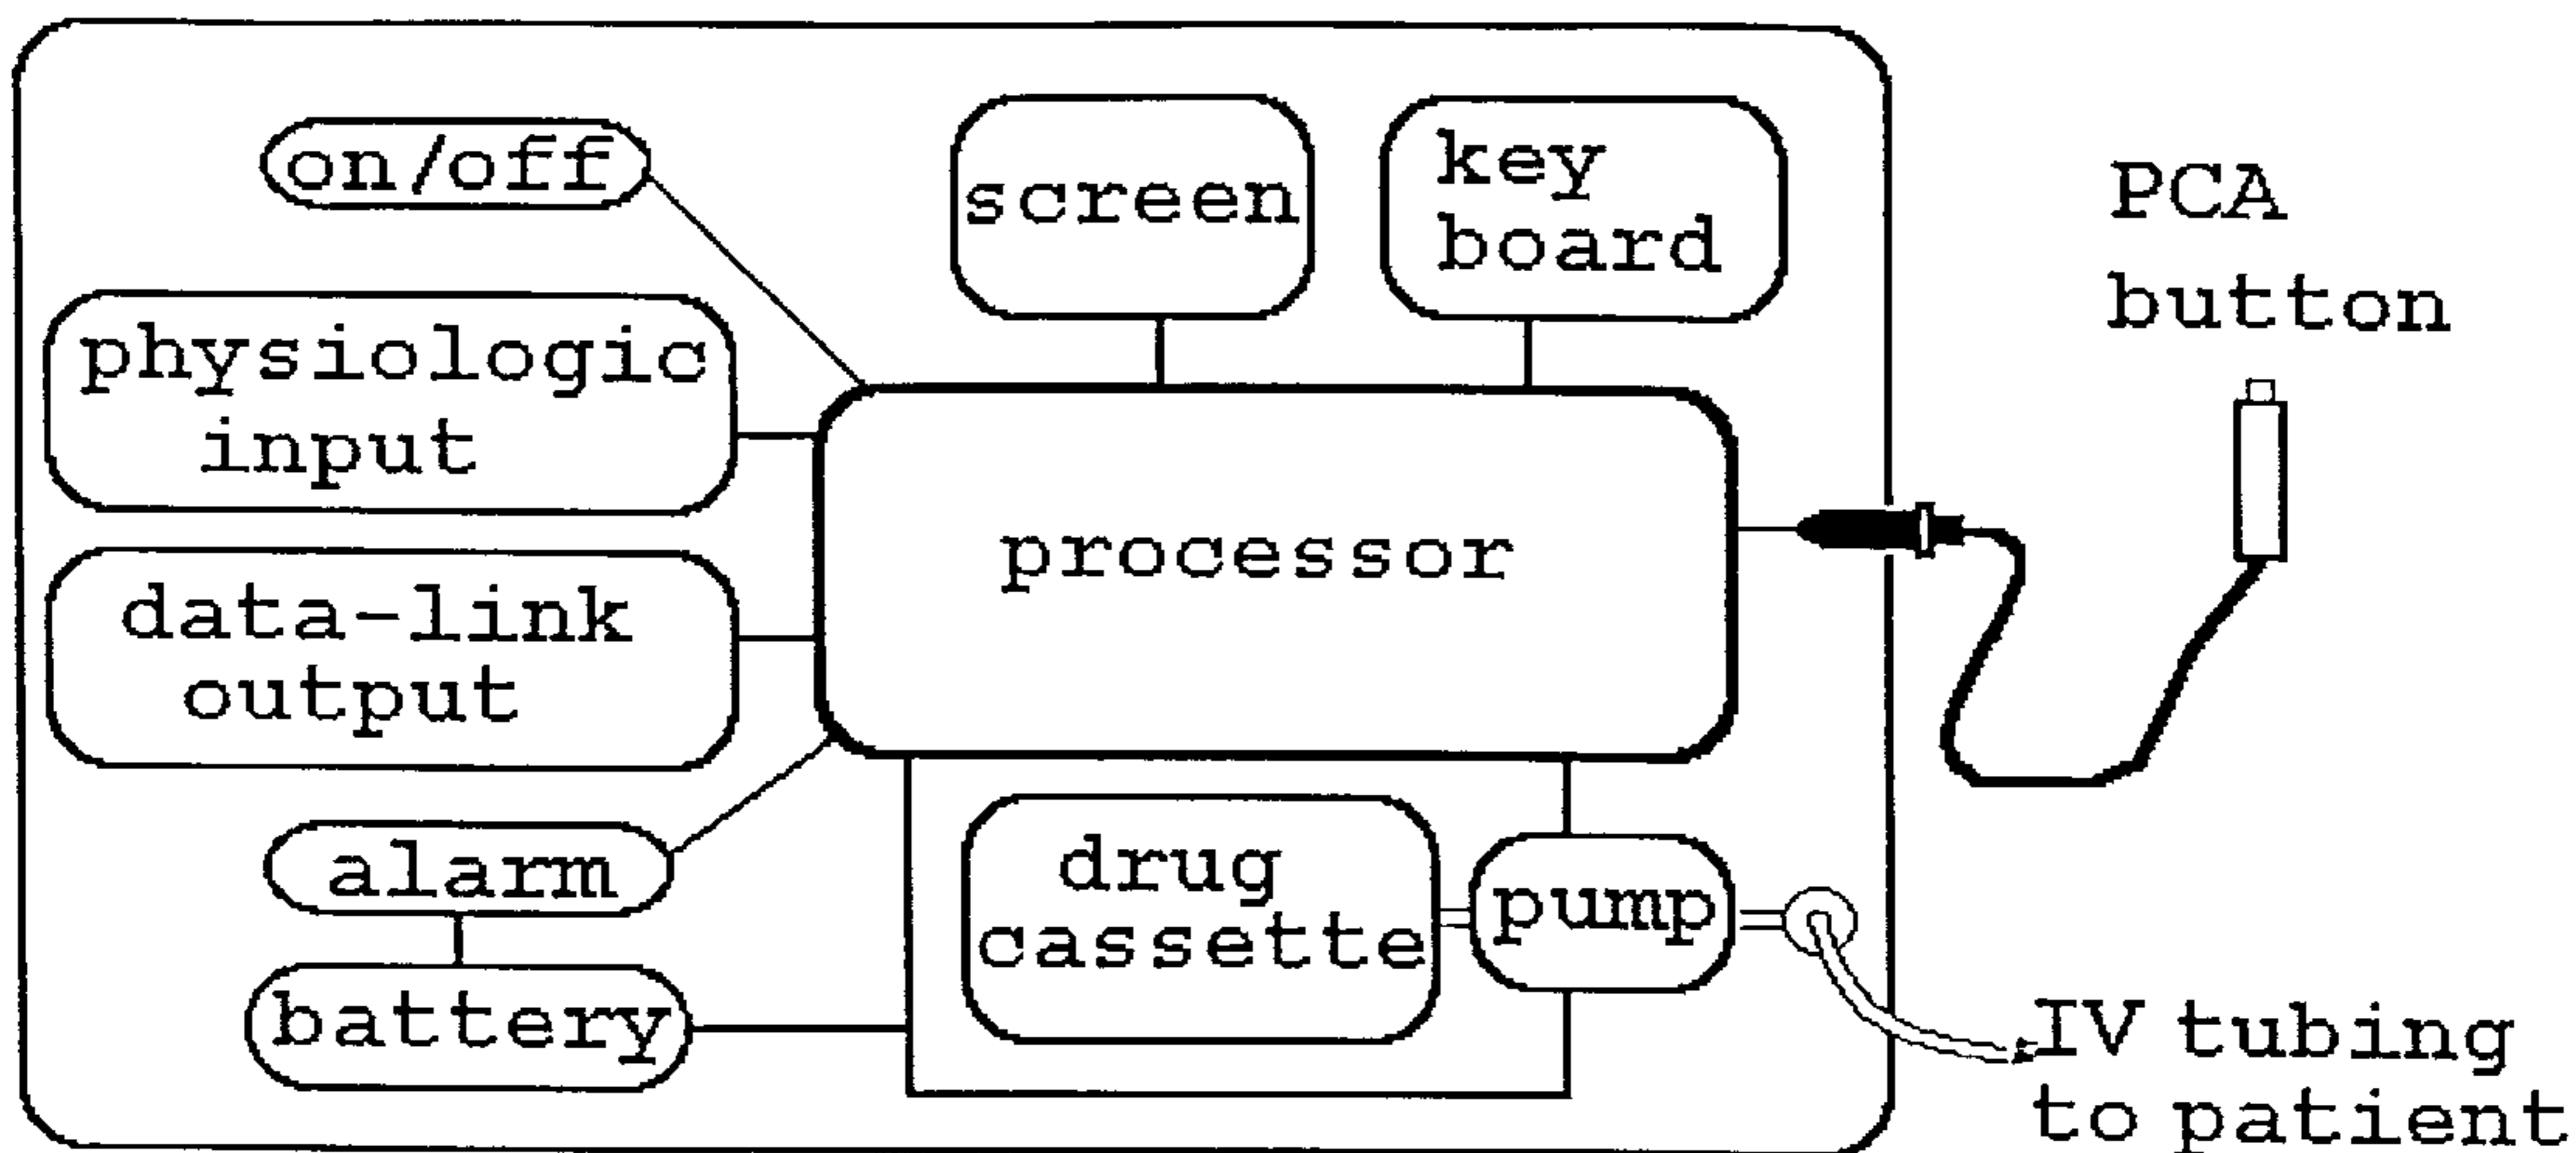 on/off
screen
key
board
PCA
button
physiologic
input
processor
data-link
output
alarm
drug
cassette
pump
battery
IV tubing
to patient